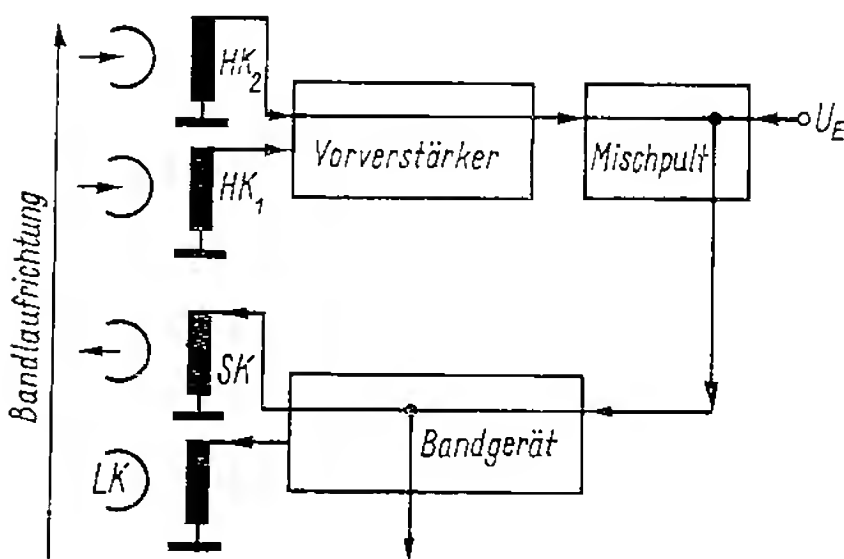 Bandlaufrichtung
HK2
HK1
SK
LK
Vorverstärker
Mischpult
UE
Bandgerät